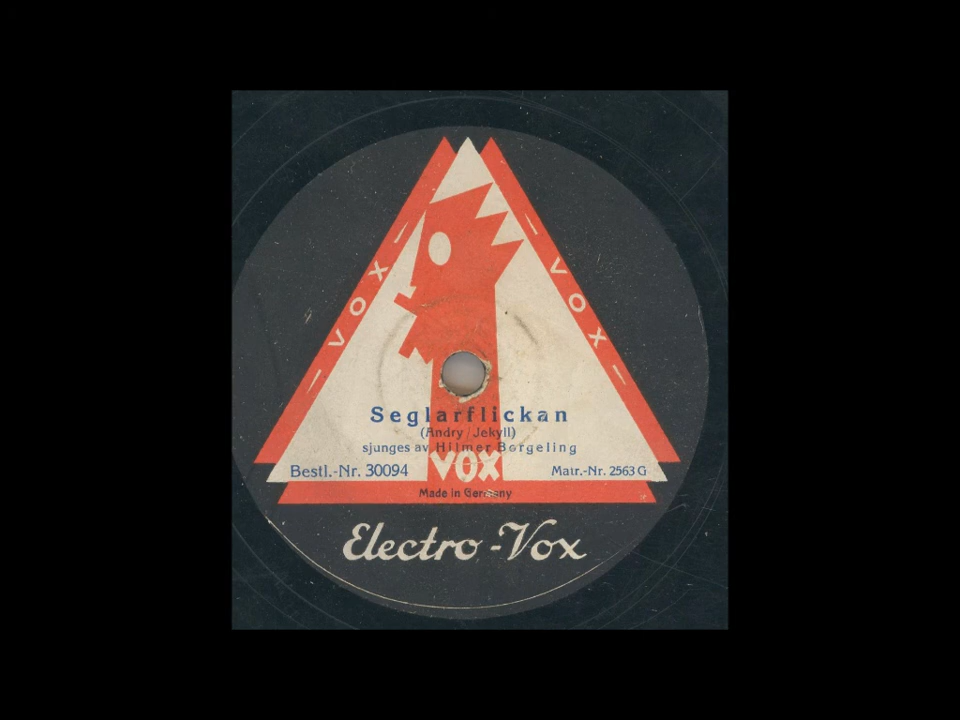 — VOX —
— VOX —
Seglarflickan
(Andry / Jekyll)
sjunges av Hilmer Borgeling
Bestl.-Nr. 30094
VOX
Matr.-Nr. 2563 G
Made in Germany
Electro-Vox